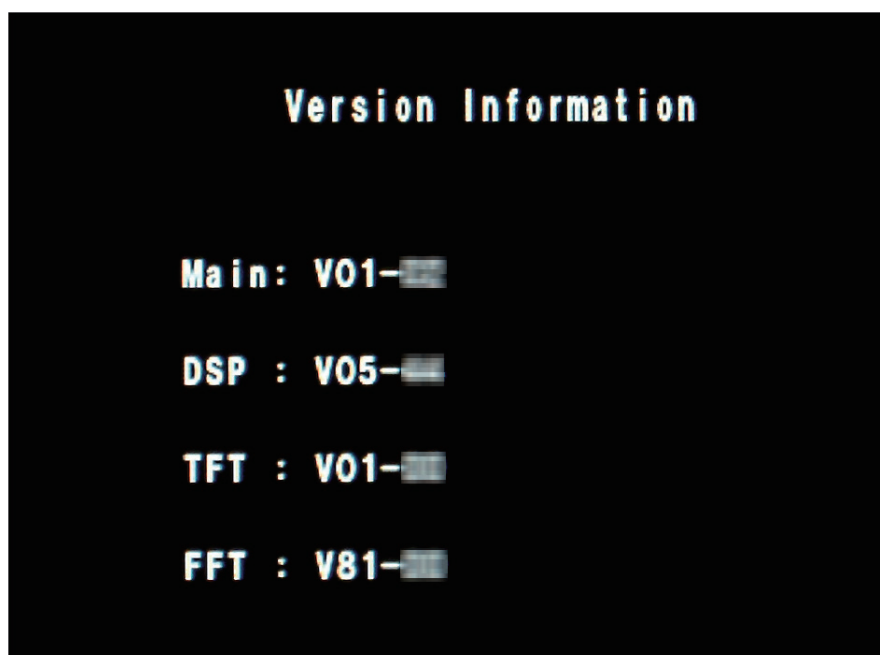 Version Information
Main: V01-
DSP : V05-
TFT : V01-
FFT : V81-